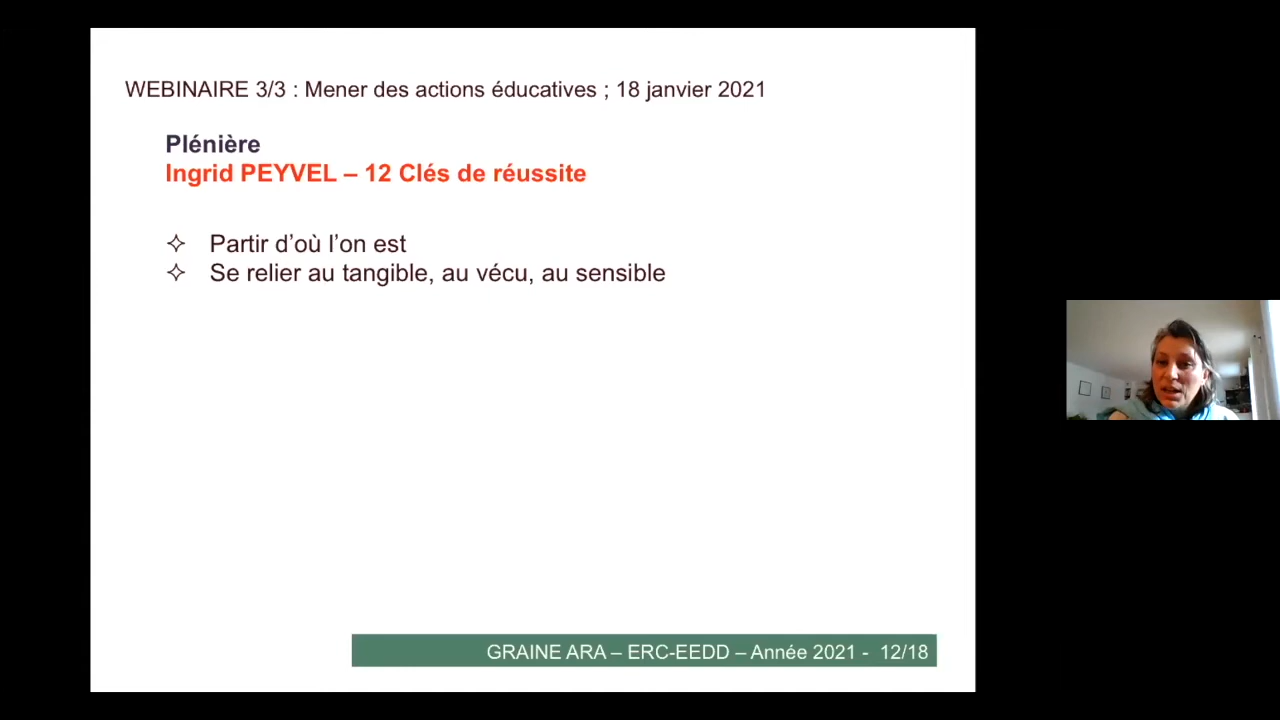 WEBINAIRE 3/3 : Mener des actions éducatives ; 18 janvier 2021
Plénière
Ingrid PEYVEL – 12 Clés de réussite
✧ Partir d’où l’on est
✧ Se relier au tangible, au vécu, au sensible
GRAINE ARA – ERC-EEDD – Année 2021 - 12/18